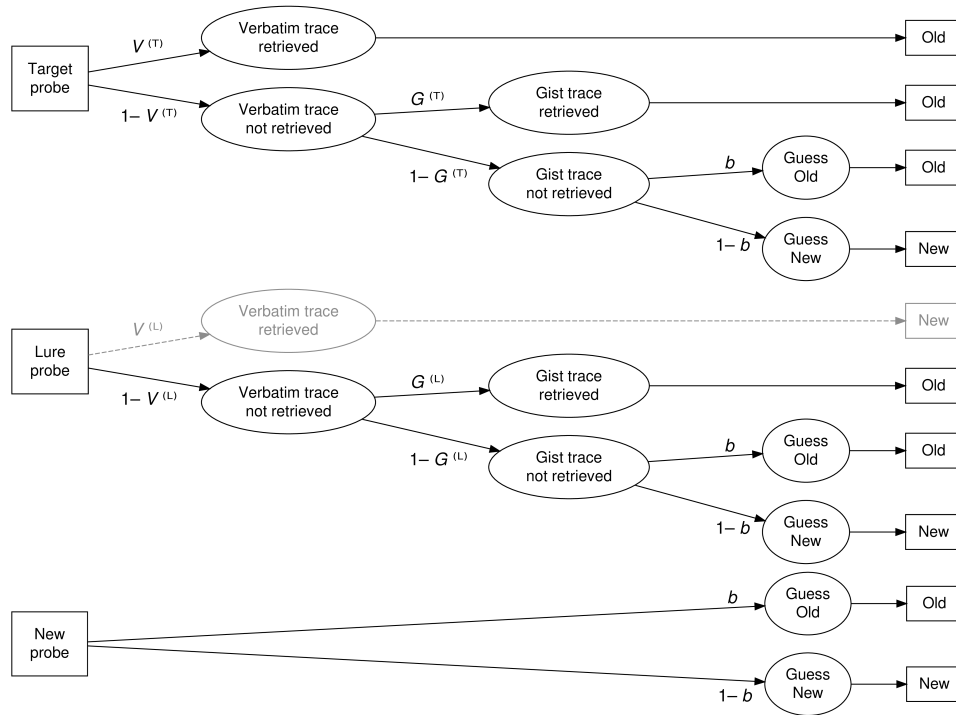 Verbatim trace
retrieved
Old
V (T)
Target
probe
1– V (T)
Verbatim trace
not retrieved
G (T)
Gist trace
retrieved
Old
1– G (T)
Gist trace
not retrieved
b
Guess
Old
Old
1– b
Guess
New
New
Verbatim trace
retrieved
New
V (L)
Lure
probe
1– V (L)
Verbatim trace
not retrieved
G (L)
Gist trace
retrieved
Old
1– G (L)
Gist trace
not retrieved
b
Guess
Old
Old
1– b
Guess
New
New
New
probe
b
Guess
Old
Old
1– b
Guess
New
New